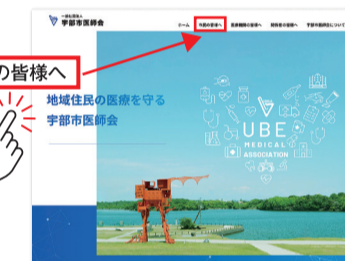 一般社団法人
宇部市医師会
ホーム 市民の皆様へ 医療機関の皆様へ 関係者の皆様へ 宇部市医師会について
の皆様へ
地域住民の医療を守る
宇部市医師会
UBE
MEDICAL
ASSOCIATION